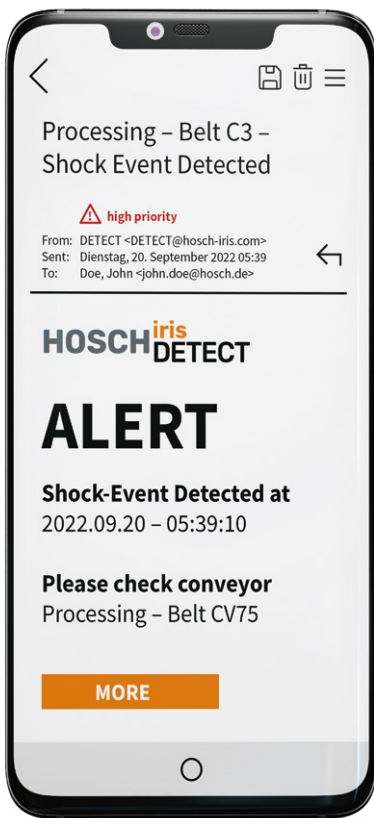 Processing – Belt C3 –
Shock Event Detected
high priority
From: DETECT <DETECT@hosch-iris.com>
Sent: Dienstag, 20. September 2022 05:39
To: Doe, John <john.doe@hosch.de>
HOSCH iris DETECT
ALERT
Shock-Event Detected at
2022.09.20 – 05:39:10
Please check conveyor
Processing – Belt CV75
MORE